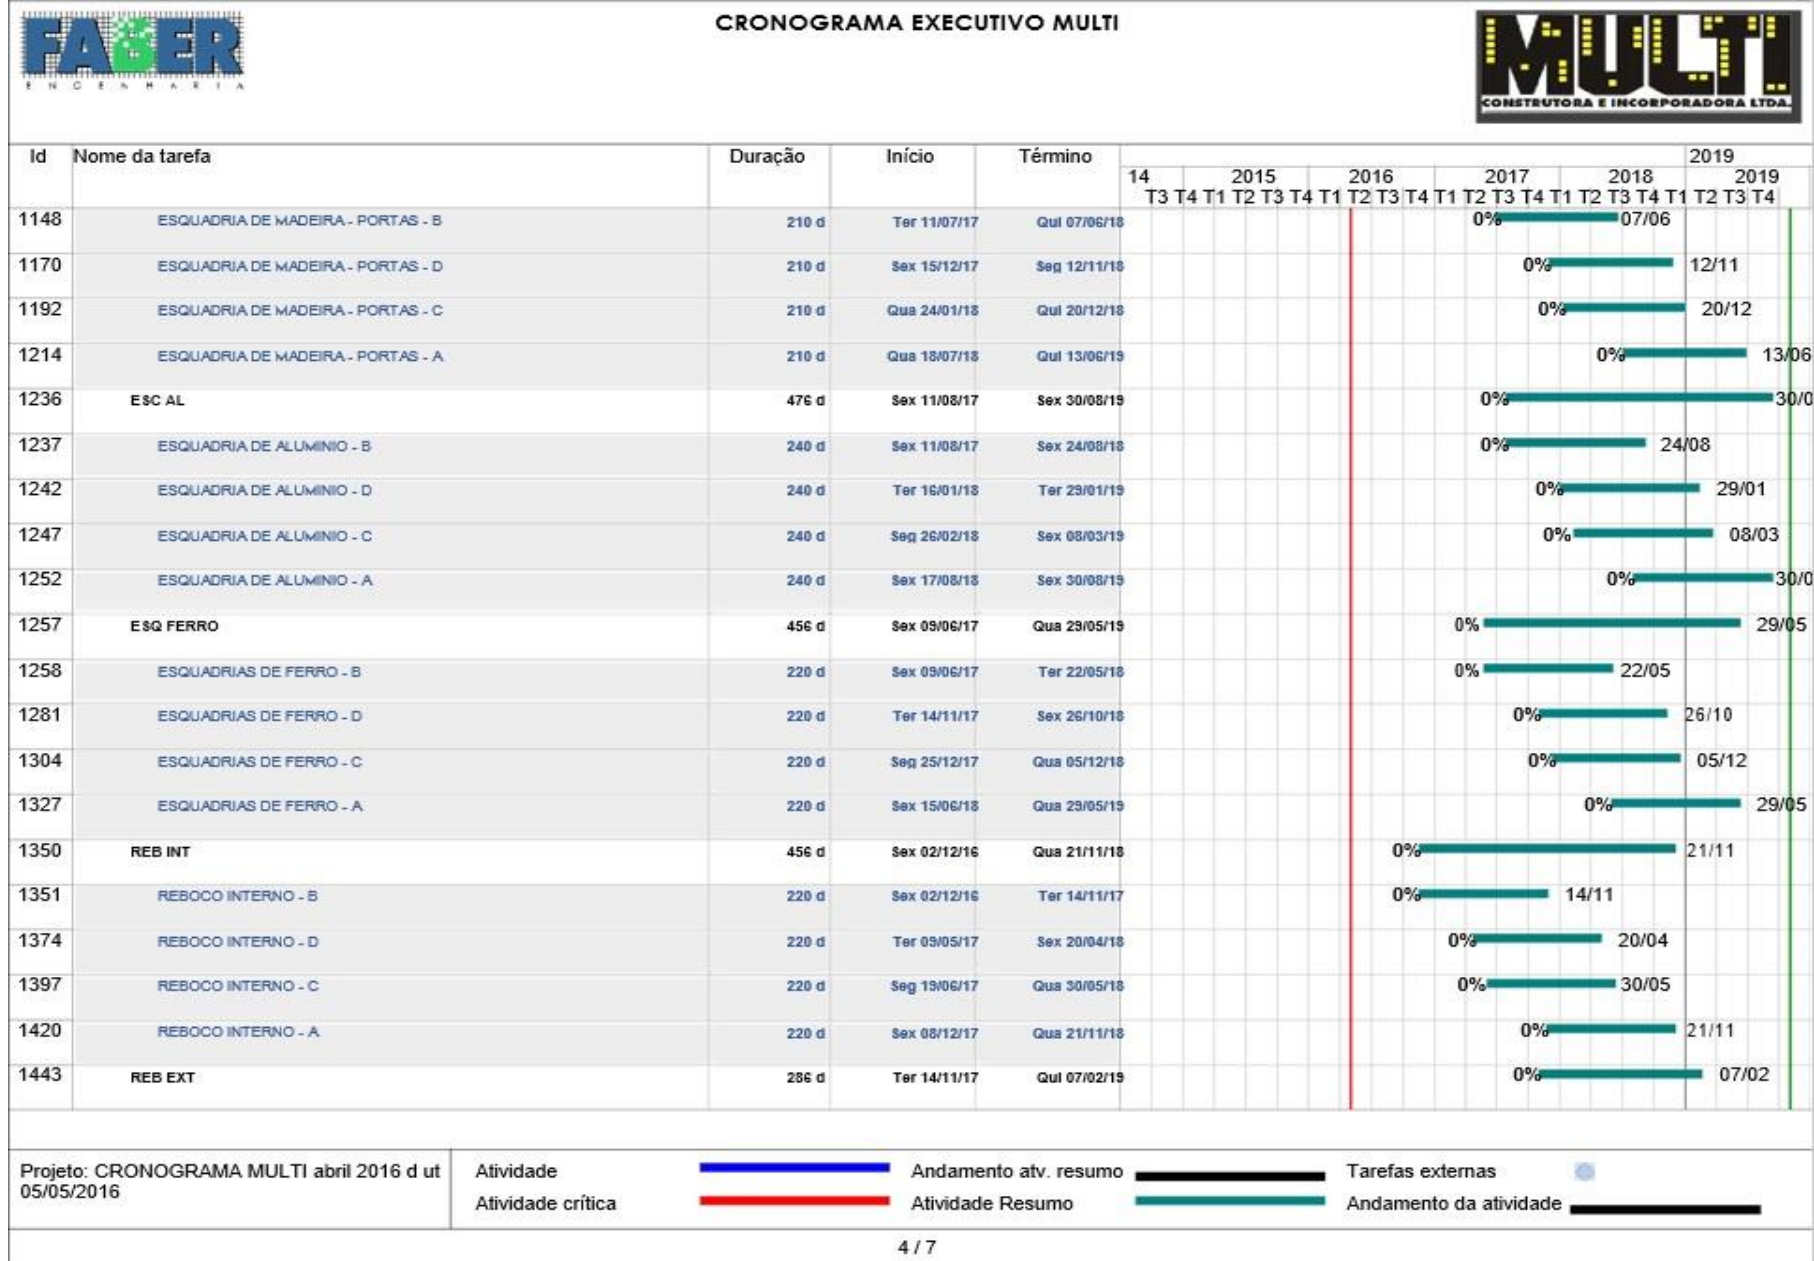 FABER
ENGENHARIA
CRONOGRAMA EXECUTIVO MULTI
MULTI
CONSTRUTORA E INCORPORADORA LTDA.
Id Nome da tarefa Duração Início Término
2019
14 2015 2016 2017 2018 2019
T3 T4 T1 T2 T3 T4 T1 T2 T3 T4 T1 T2 T3 T4 T1 T2 T3 T4 T1 T2 T3 T4
1148 ESQUADRIA DE MADEIRA - PORTAS - B 210 d Ter 11/07/17 Qui 07/06/18 0% 07/06
1170 ESQUADRIA DE MADEIRA - PORTAS - D 210 d Sex 15/12/17 Seg 12/11/18 0% 12/11
1192 ESQUADRIA DE MADEIRA - PORTAS - C 210 d Qua 24/01/18 Qui 20/12/18 0% 20/12
1214 ESQUADRIA DE MADEIRA - PORTAS - A 210 d Qua 18/07/18 Qui 13/06/19 0% 13/06
1236 ESC AL 476 d Sex 11/08/17 Sex 30/08/19 0% 30/0
1237 ESQUADRIA DE ALUMINIO - B 240 d Sex 11/08/17 Sex 24/08/18 0% 24/08
1242 ESQUADRIA DE ALUMINIO - D 240 d Ter 16/01/18 Ter 29/01/19 0% 29/01
1247 ESQUADRIA DE ALUMINIO - C 240 d Seg 26/02/18 Sex 08/03/19 0% 08/03
1252 ESQUADRIA DE ALUMINIO - A 240 d Sex 17/08/18 Sex 30/08/19 0% 30/0
1257 ESQ FERRO 456 d Sex 09/06/17 Qua 29/05/19 0% 29/05
1258 ESQUADRIAS DE FERRO - B 220 d Sex 09/06/17 Ter 22/05/18 0% 22/05
1281 ESQUADRIAS DE FERRO - D 220 d Ter 14/11/17 Sex 26/10/18 0% 26/10
1304 ESQUADRIAS DE FERRO - C 220 d Seg 25/12/17 Qua 05/12/18 0% 05/12
1327 ESQUADRIAS DE FERRO - A 220 d Sex 15/06/18 Qua 29/05/19 0% 29/05
1350 REB INT 456 d Sex 02/12/16 Qua 21/11/18 0% 21/11
1351 REBOCO INTERNO - B 220 d Sex 02/12/16 Ter 14/11/17 0% 14/11
1374 REBOCO INTERNO - D 220 d Ter 09/05/17 Sex 20/04/18 0% 20/04
1397 REBOCO INTERNO - C 220 d Seg 19/06/17 Qua 30/05/18 0% 30/05
1420 REBOCO INTERNO - A 220 d Sex 08/12/17 Qua 21/11/18 0% 21/11
1443 REB EXT 286 d Ter 14/11/17 Qui 07/02/19 0% 07/02
Projeto: CRONOGRAMA MULTI abril 2016 d ut
05/05/2016
Atividade Andamento atv. resumo Tarefas externas
Atividade crítica Atividade Resumo Andamento da atividade
4 / 7